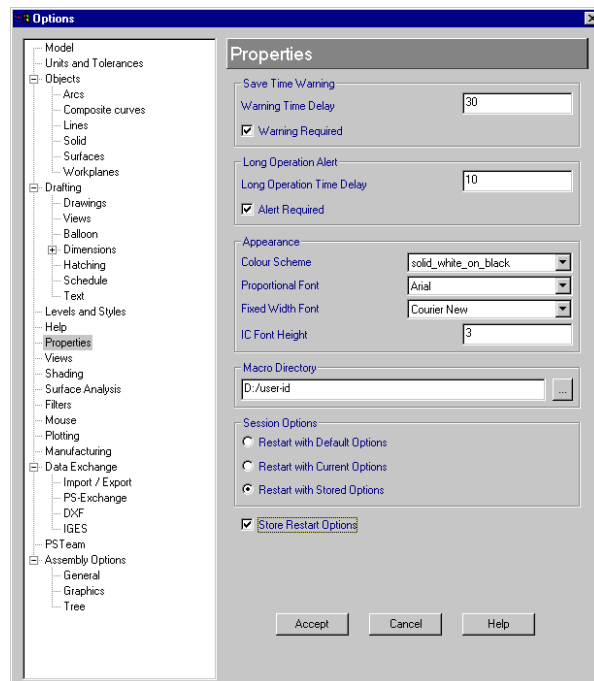 Options
Model
Units and Tolerances
Objects
Arcs
Composite curves
Lines
Solid
Surfaces
Workplanes
Drafting
Drawings
Views
Balloon
Dimensions
Hatching
Schedule
Text
Levels and Styles
Help
Properties
Views
Shading
Surface Analysis
Filters
Mouse
Plotting
Manufacturing
Data Exchange
Import / Export
PS-Exchange
DXF
IGES
PSTeam
Assembly Options
General
Graphics
Tree
Properties
Save Time Warning
Warning Time Delay 30
Warning Required
Long Operation Alert
Long Operation Time Delay 10
Alert Required
Appearance
Colour Scheme solid_white_on_black
Proportional Font Arial
Fixed Width Font Courier New
IC Font Height 3
Macro Directory
D:/user-id ...
Session Options
Restart with Default Options
Restart with Current Options
Restart with Stored Options
Store Restart Options
Accept Cancel Help